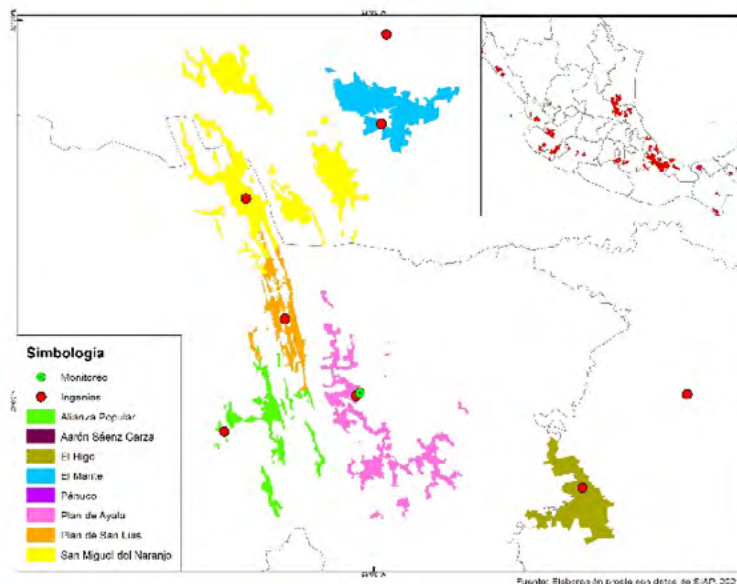 Simbología
Monitoreo
Ingenios
Alianza Popular
Aarón Sáenz Garza
El Higo
El Mante
Pánuco
Plan de Ayala
Plan de San Luis
San Miguel del Naranjo
Fuente: Elaboración propia con datos de SIAP,